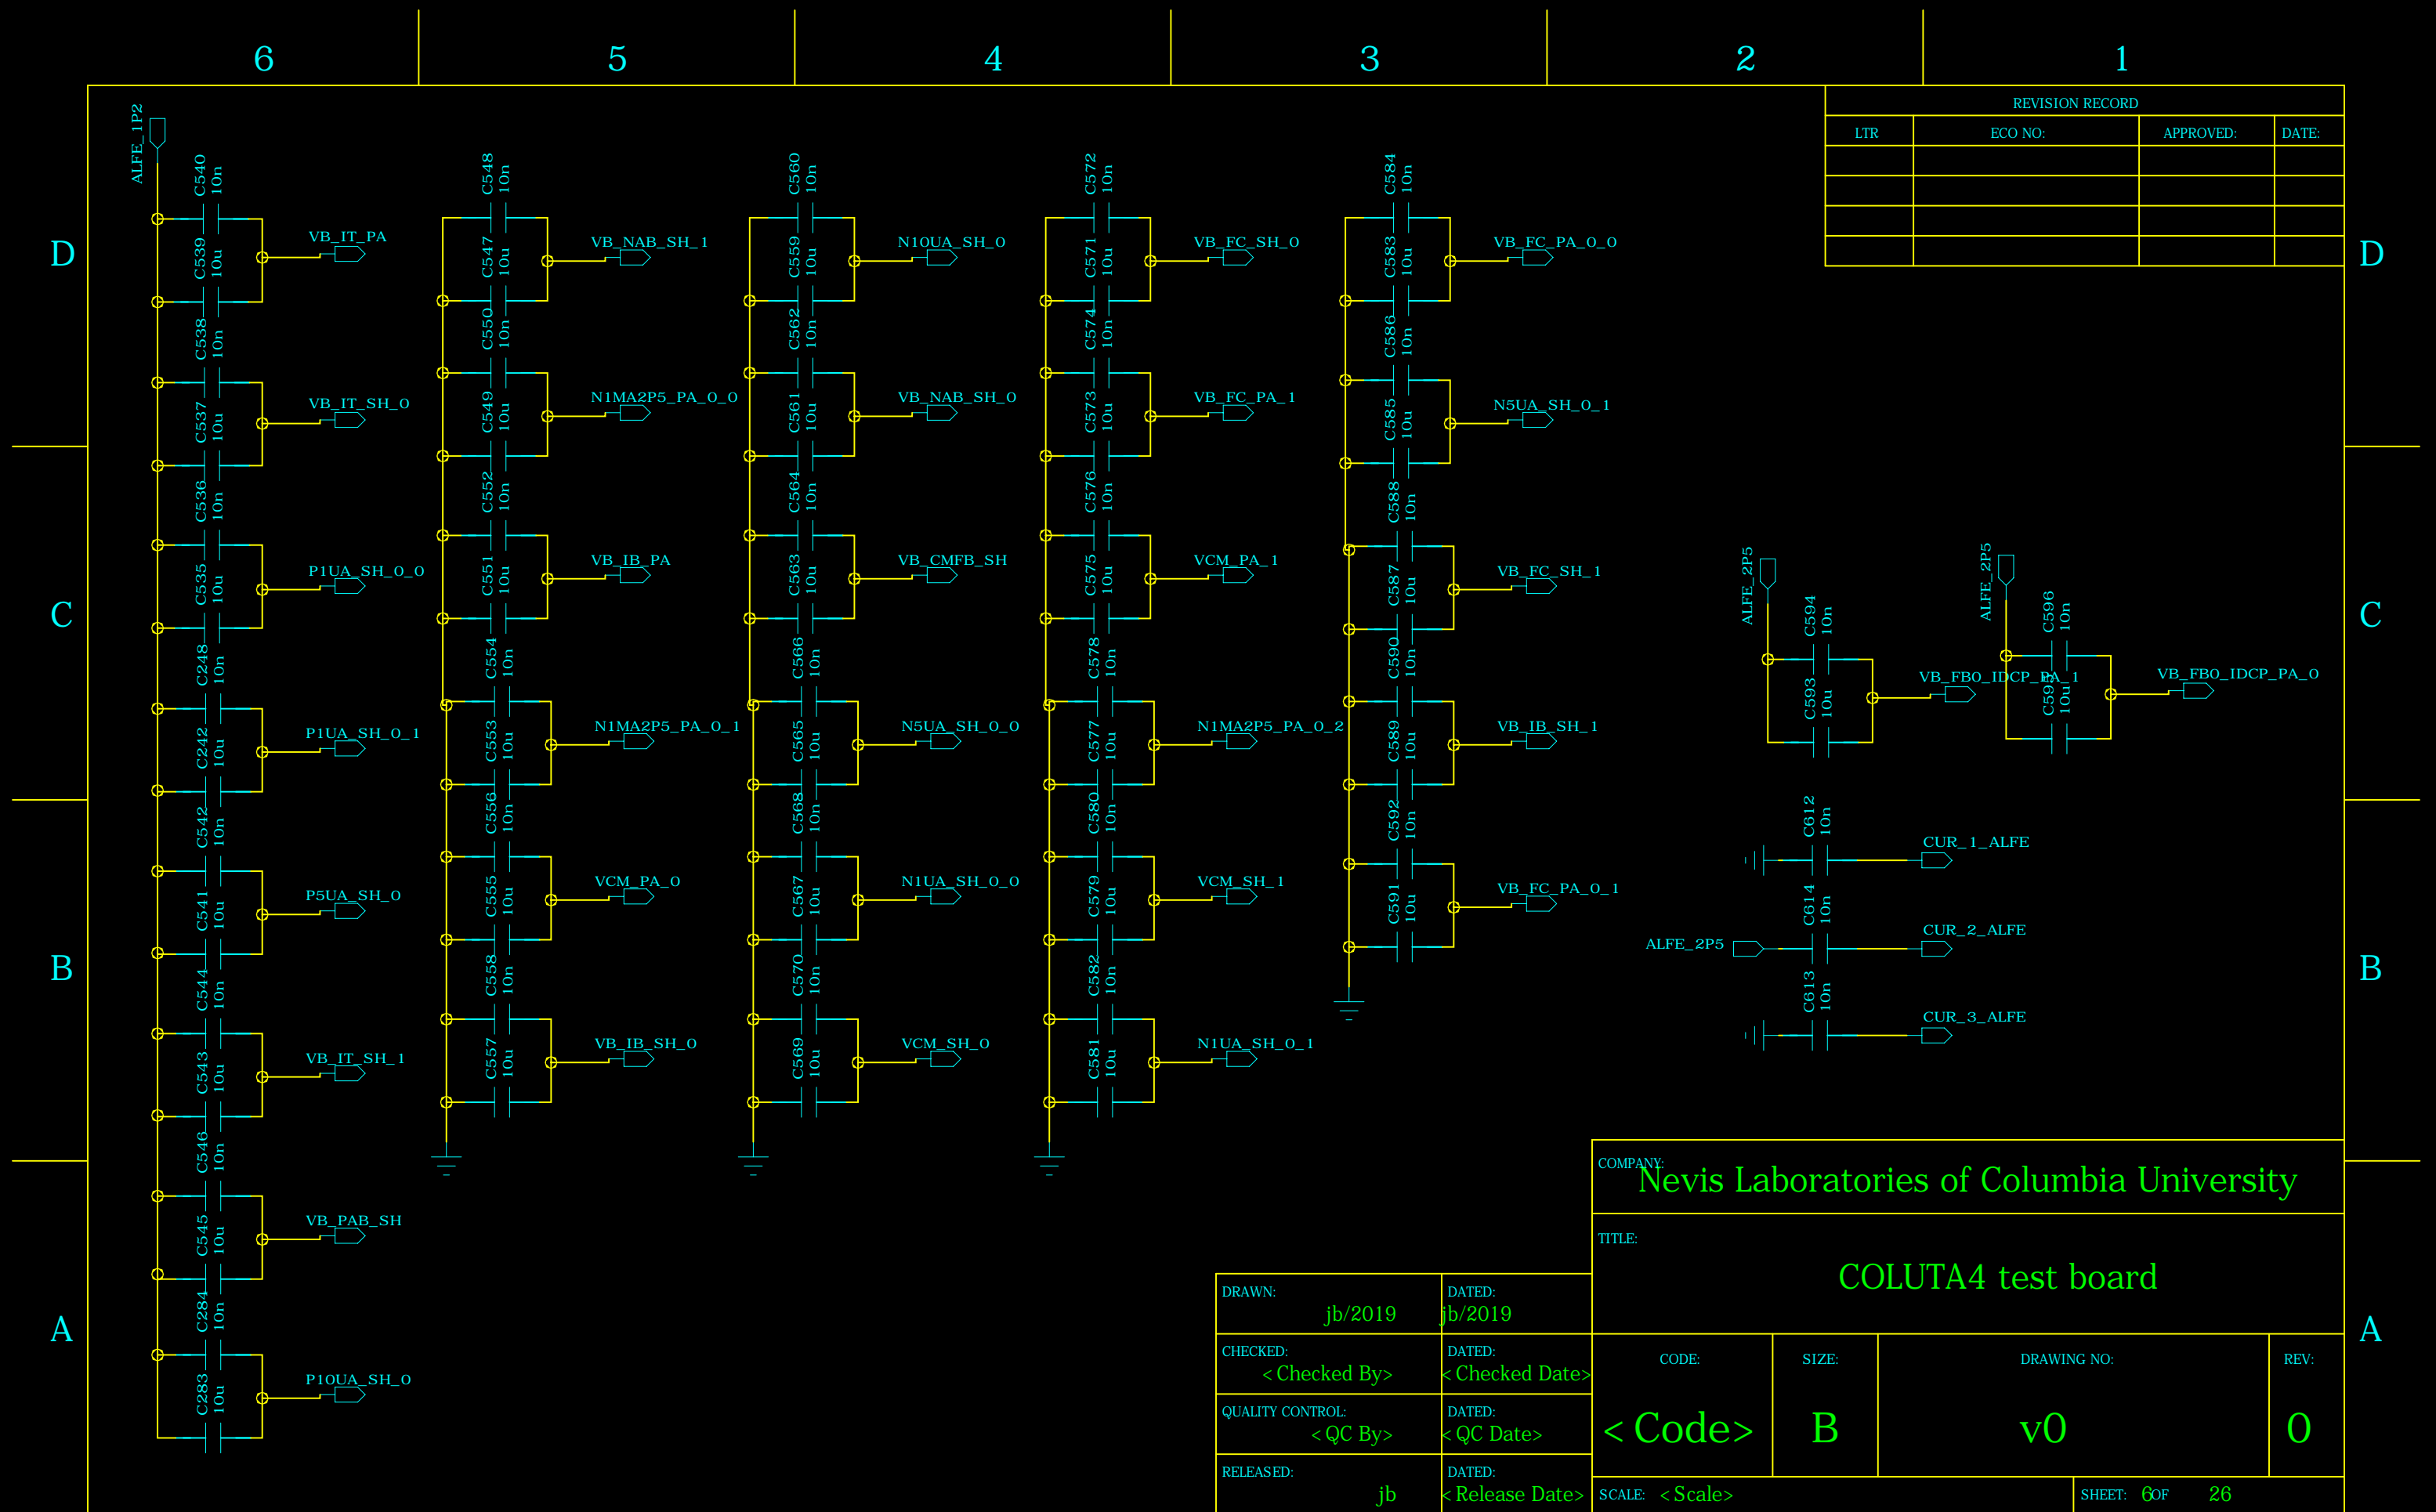 6 5 4 3 2 1
REVISION RECORD
LTR ECO NO: APPROVED: DATE:
D D
C C
B B
A A
ALFE_1P2
C540 10n
C539 10u
VB_IT_PA
C538 10n
C537 10u
VB_IT_SH_0
C536 10n
C535 10u
P1UA_SH_0_0
C248 10n
C242 10u
P1UA_SH_0_1
C542 10n
C541 10u
P5UA_SH_0
C544 10n
C543 10u
VB_IT_SH_1
C546 10n
C545 10u
VB_PAB_SH
C284 10n
C283 10u
P10UA_SH_0
C548 10n
C547 10u
VB_NAB_SH_1
C550 10n
C549 10u
N1MA2P5_PA_0_0
C552 10n
C551 10u
VB_IB_PA
C554 10n
C553 10u
N1MA2P5_PA_0_1
C556 10n
C555 10u
VCM_PA_0
C558 10n
C557 10u
VB_IB_SH_0
C560 10n
C559 10u
N10UA_SH_0
C562 10n
C561 10u
VB_NAB_SH_0
C564 10n
C563 10u
VB_CMFB_SH
C566 10n
C565 10u
N5UA_SH_0_0
C568 10n
C567 10u
N1UA_SH_0_0
C570 10n
C569 10u
VCM_SH_0
C572 10n
C571 10u
VB_FC_SH_0
C574 10n
C573 10u
VB_FC_PA_1
C576 10n
C575 10u
VCM_PA_1
C578 10n
C577 10u
N1MA2P5_PA_0_2
C580 10n
C579 10u
VCM_SH_1
C582 10n
C581 10u
N1UA_SH_0_1
C584 10n
C583 10u
VB_FC_PA_0_0
C586 10n
C585 10u
N5UA_SH_0_1
C588 10n
C587 10u
VB_FC_SH_1
C590 10n
C589 10u
VB_IB_SH_1
C592 10n
C591 10u
VB_FC_PA_0_1
ALFE_2P5
C594 10n
C593 10u
VB_FB0_IDCP_PA_1
ALFE_2P5
C596 10n
C595 10u
VB_FB0_IDCP_PA_0
C612 10n
CUR_1_ALFE
C614 10n
ALFE_2P5
CUR_2_ALFE
C613 10n
CUR_3_ALFE
COMPANY:
Nevis Laboratories of Columbia University
TITLE:
COLUTA4 test board
DRAWN: DATED:
jb/2019 jb/2019
CHECKED: DATED:
<Checked By> <Checked Date>
QUALITY CONTROL: DATED:
<QC By> <QC Date>
RELEASED: DATED:
jb <Release Date>
CODE: SIZE: DRAWING NO: REV:
<Code> B v0 0
SCALE: <Scale> SHEET: 6 OF 26